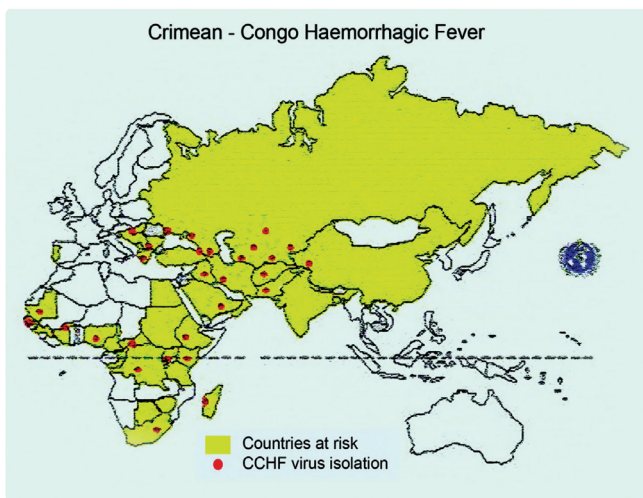 Crimean - Congo Haemorrhagic Fever
Countries at risk
CCHF virus isolation